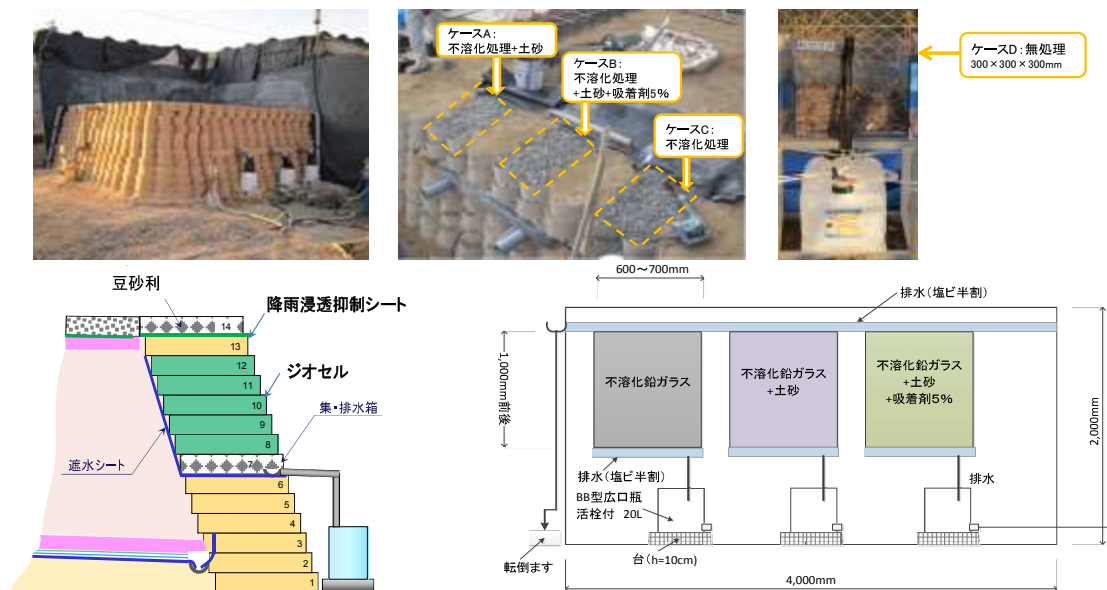 ケースA:
不溶化処理+土砂
ケースB:
不溶化処理
+土砂+吸着剤5%
ケースC:
不溶化処理
ケースD:無処理
300×300×300mm
豆砂利
降雨浸透抑制シート
ジオセル
集・排水箱
遮水シート
14
13
12
11
10
9
8
7
6
5
4
3
2
1
600~700mm
排水(塩ビ半割)
1,000mm前後
不溶化鉛ガラス
不溶化鉛ガラス
+土砂
不溶化鉛ガラス
+土砂
+吸着剤5%
2,000mm
排水(塩ビ半割)
BB型広口瓶
活栓付 20L
排水
転倒ます
台(h=10cm)
4,000mm